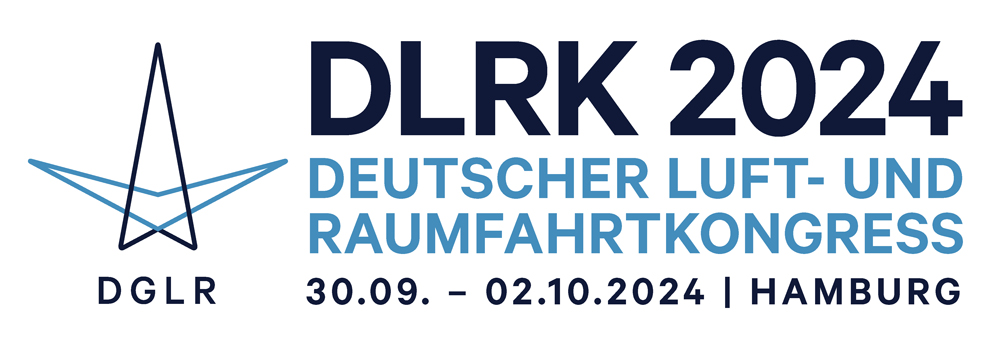 DLRK 2024
DEUTSCHER LUFT- UND
RAUMFAHRTKONGRESS
30.09. – 02.10.2024 | HAMBURG
DGLR